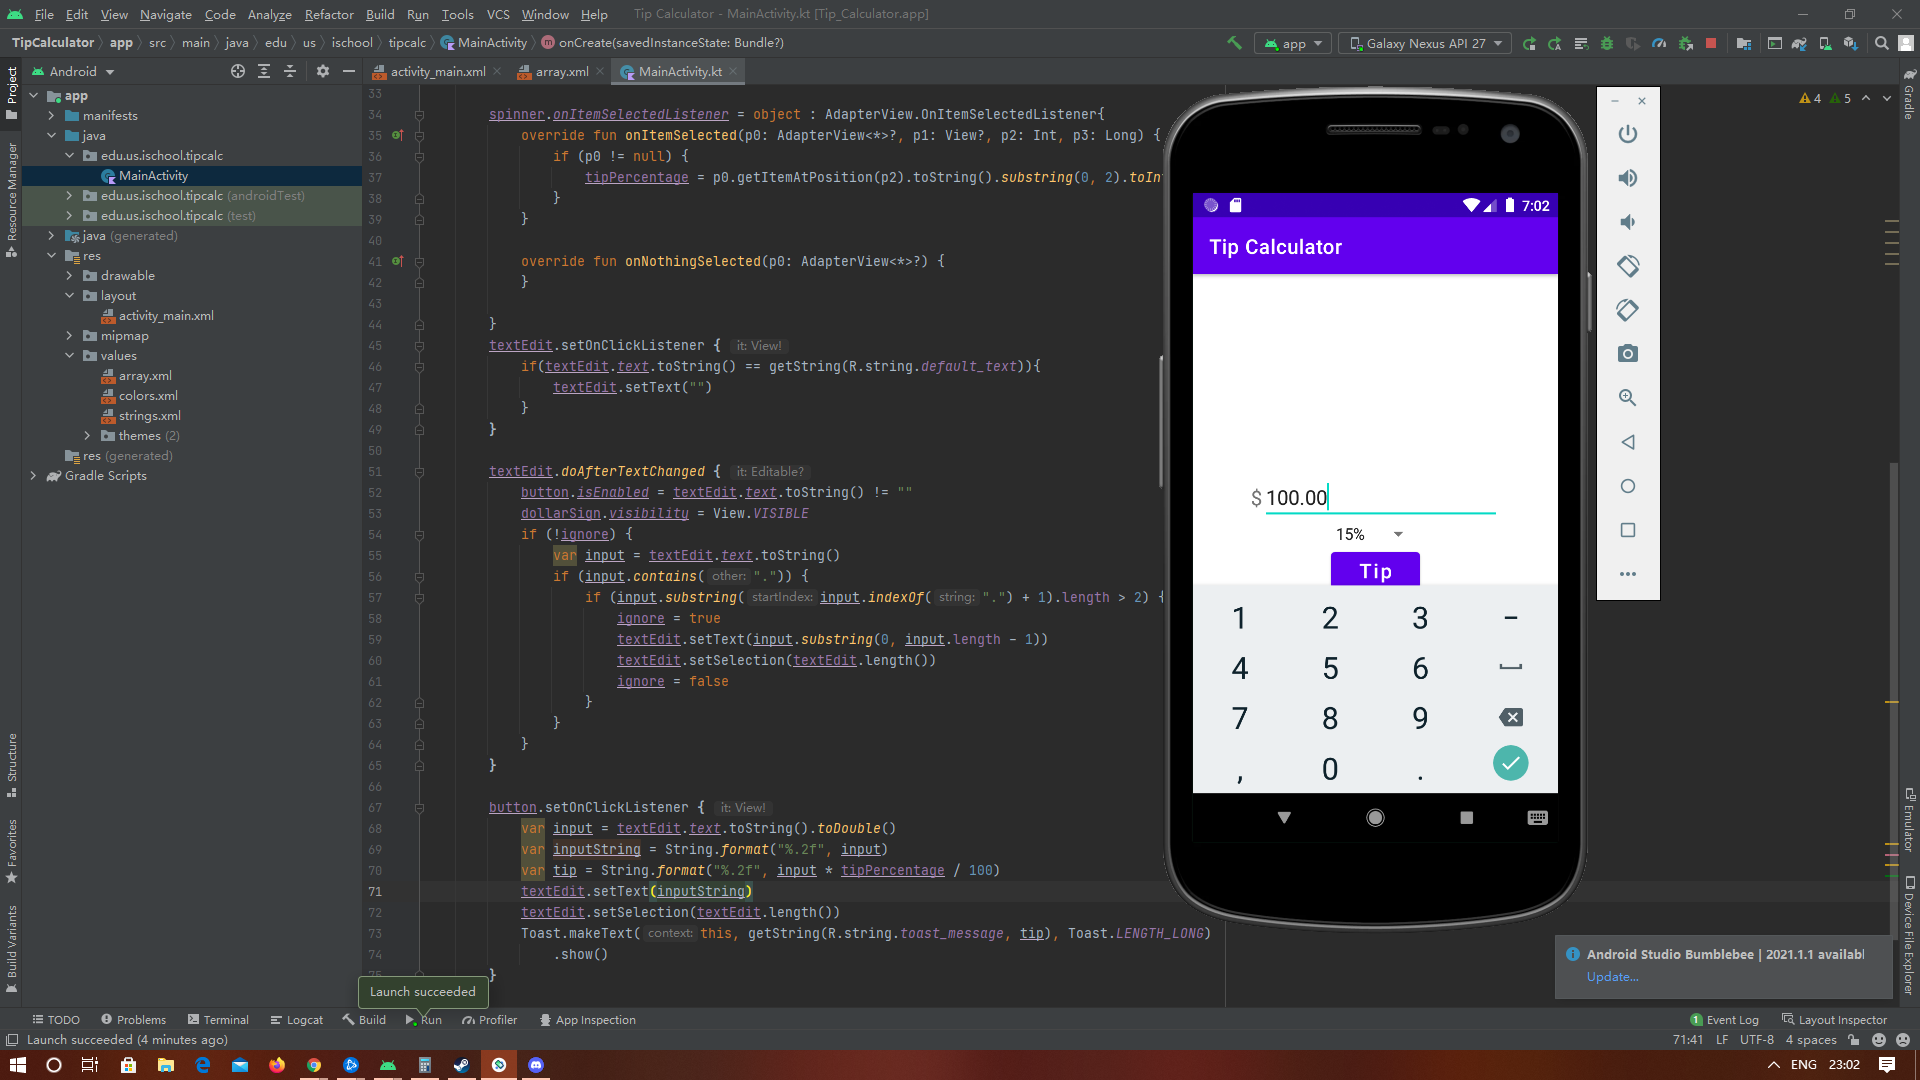 File Edit View Navigate Code Analyze Refactor Build Run Tools VCS Window Help Tip Calculator - MainActivity.kt [Tip_Calculator.app]
TipCalculator app src main java edu us ischool tipcalc MainActivity onCreate(savedInstanceState: Bundle?) app Galaxy Nexus API 27
Android activity_main.xml array.xml MainActivity.kt
Project
Resource Manager
Structure
Favorites
Build Variants
app
manifests
java
edu.us.ischool.tipcalc
MainActivity
edu.us.ischool.tipcalc (androidTest)
edu.us.ischool.tipcalc (test)
java (generated)
res
drawable
layout
activity_main.xml
mipmap
values
array.xml
colors.xml
strings.xml
themes (2)
res (generated)
Gradle Scripts
33
34 spinner.onItemSelectedListener = object : AdapterView.OnItemSelectedListener{
35 override fun onItemSelected(p0: AdapterView<*>?, p1: View?, p2: Int, p3: Long) {
36 if (p0 != null) {
37 tipPercentage = p0.getItemAtPosition(p2).toString().substring(0, 2).toInt
38 }
39 }
40
41 override fun onNothingSelected(p0: AdapterView<*>?) {
42 }
43
44 }
45 textEdit.setOnClickListener { it: View!
46 if(textEdit.text.toString() == getString(R.string.default_text)){
47 textEdit.setText("")
48 }
49 }
50
51 textEdit.doAfterTextChanged { it: Editable?
52 button.isEnabled = textEdit.text.toString() != ""
53 dollarSign.visibility = View.VISIBLE
54 if (!ignore) {
55 var input = textEdit.text.toString()
56 if (input.contains( other: ".")) {
57 if (input.substring( startIndex: input.indexOf( string: ".") + 1).length > 2) {
58 ignore = true
59 textEdit.setText(input.substring(0, input.length - 1))
60 textEdit.setSelection(textEdit.length())
61 ignore = false
62 }
63 }
64 }
65 }
66
67 button.setOnClickListener { it: View!
68 var input = textEdit.text.toString().toDouble()
69 var inputString = String.format("%.2f", input)
70 var tip = String.format("%.2f", input * tipPercentage / 100)
71 textEdit.setText(inputString)
72 textEdit.setSelection(textEdit.length())
73 Toast.makeText( context: this, getString(R.string.toast_message, tip), Toast.LENGTH_LONG)
74 .show()
75 }
Launch succeeded
4 5
7:02
Tip Calculator
$ 100.00
15%
Tip
1 2 3 -
4 5 6
7 8 9
, 0 .
Gradle
Emulator
Device File Explorer
Android Studio Bumblebee | 2021.1.1 availabl
Update...
TODO Problems Terminal Logcat Build Run Profiler App Inspection 1 Event Log Layout Inspector
Launch succeeded (4 minutes ago) 71:41 LF UTF-8 4 spaces
ENG 23:02